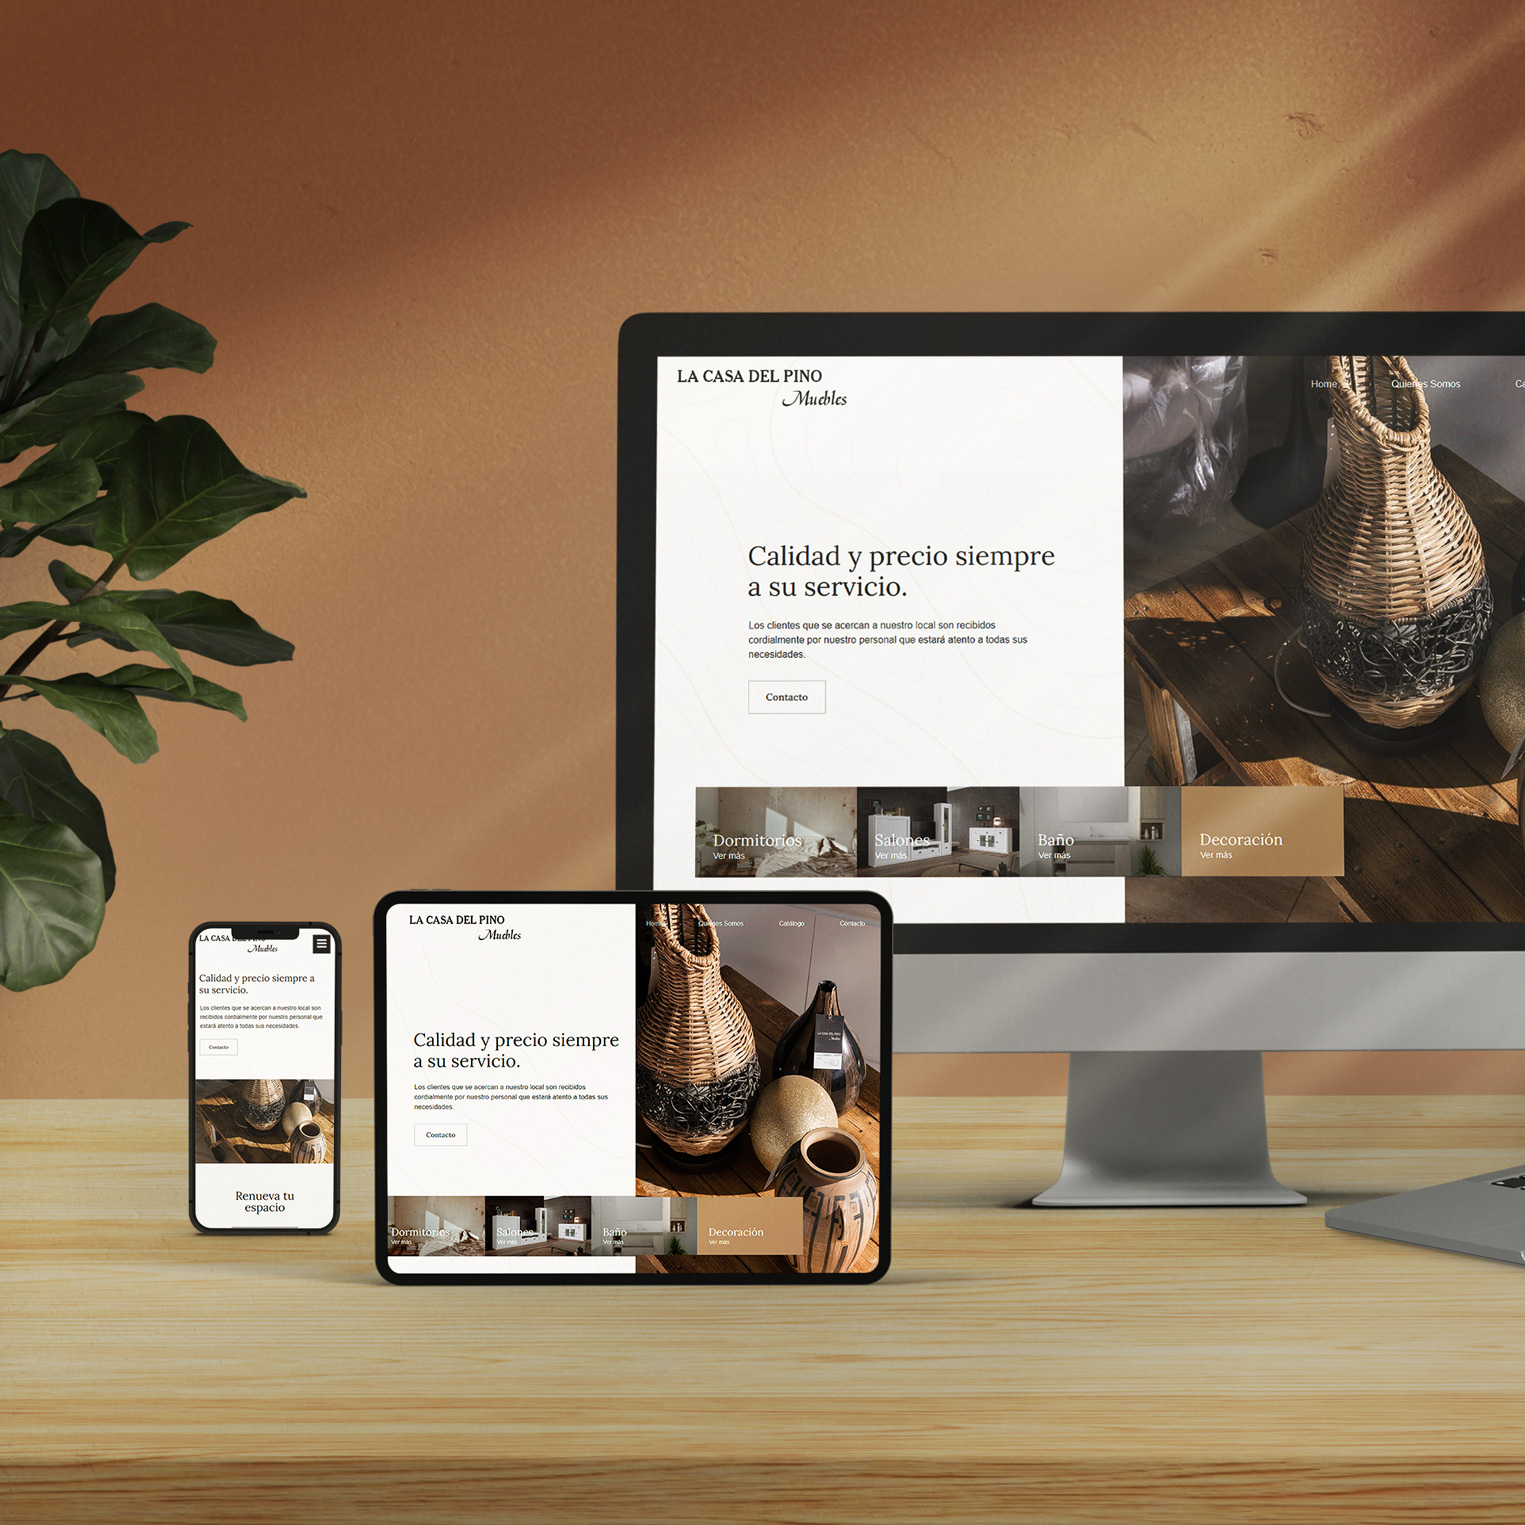 LA CASA DEL PINO
Muebles
Home
Quienes Somos
Ca
Calidad y precio siempre
a su servicio.
Los clientes que se acercan a nuestro local son recibidos
cordialmente por nuestro personal que estará atento a todas sus
necesidades.
Contacto
Dormitorios
Ver más
Salones
Ver más
Baño
Ver más
Decoración
Ver más
LA CASA DEL PINO
Muebles
Home
Quienes Somos
Catálogo
Contacto
LA CASA DEL PINO
Calidad y precio siempre
a su servicio.
Los clientes que se acercan a nuestro local son recibidos
cordialmente por nuestro personal que estará atento a todas sus
necesidades.
Contacto
Dormitorios
Ver más
Salones
Ver más
Baño
Ver más
Decoración
Ver más
LA CASA DEL PINO
Muebles
Calidad y precio siempre a
su servicio.
Los clientes que se acercan a nuestro local son
recibidos cordialmente por nuestro personal que
estará atento a todas sus necesidades.
Contacto
Renueva tu
espacio